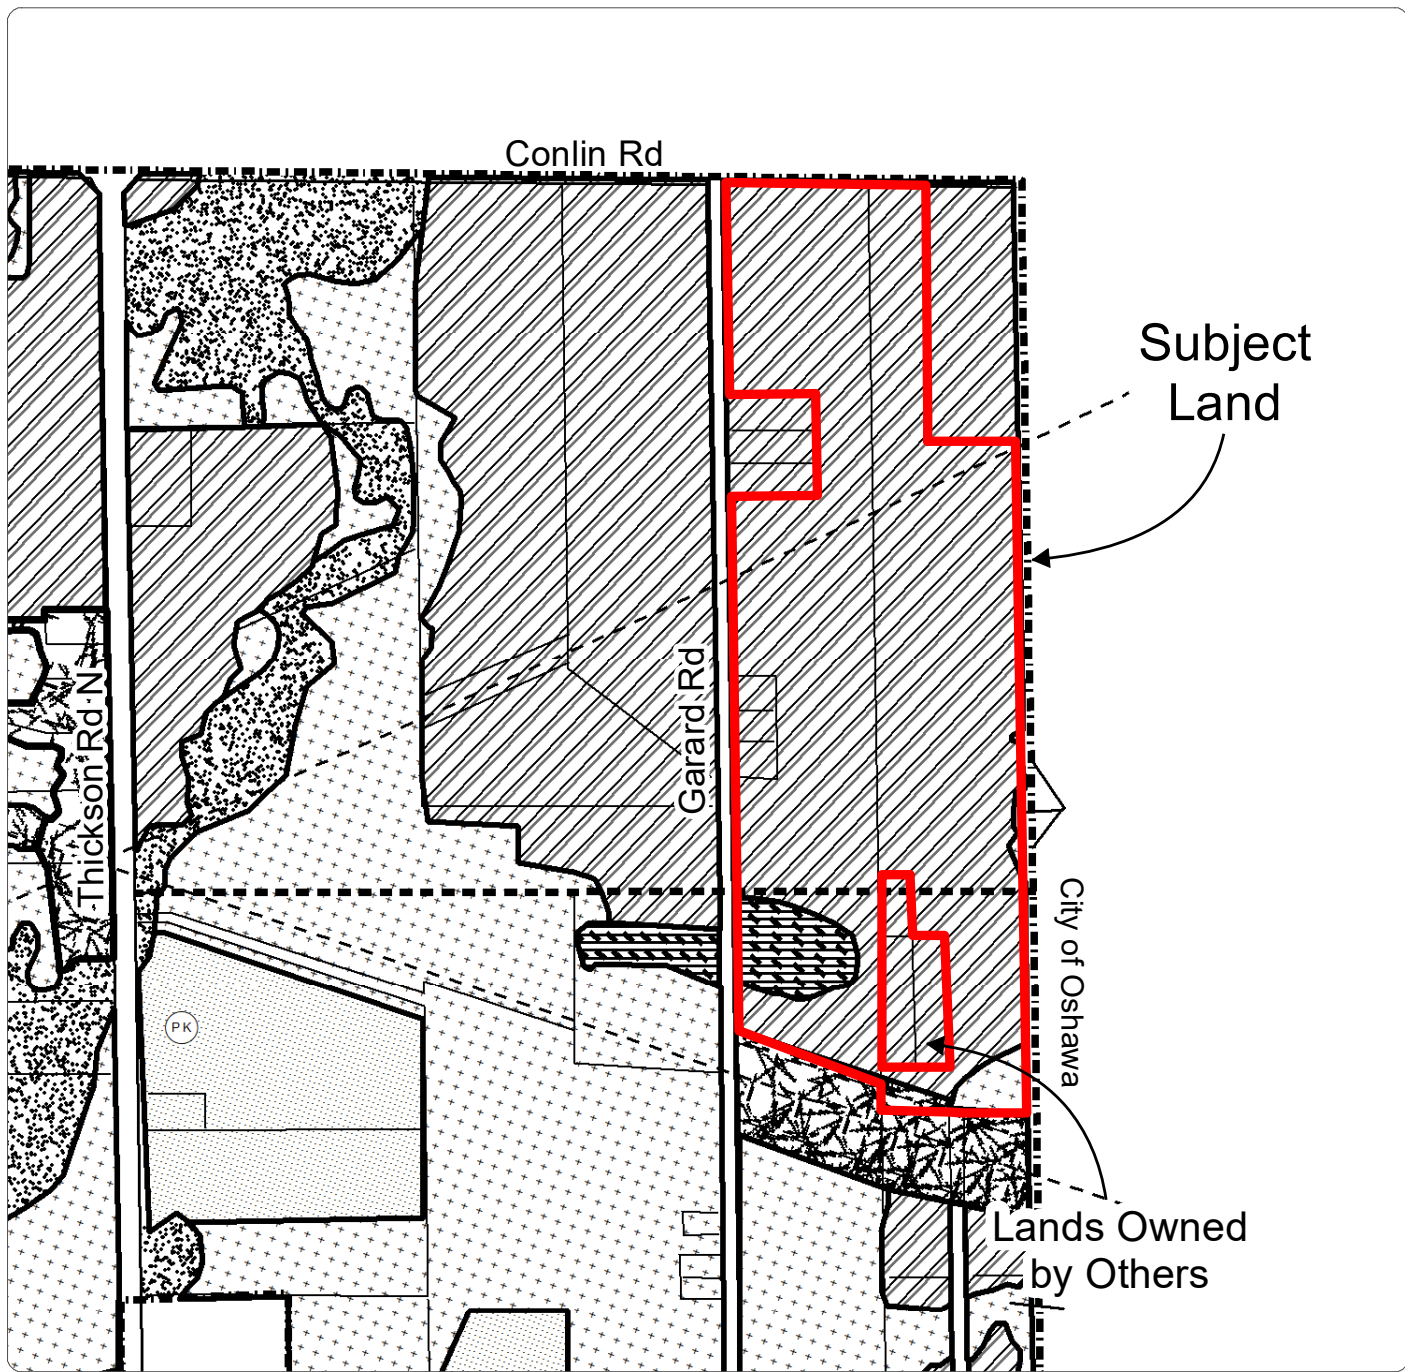 Conlin Rd
Subject
Land
Garard Rd
Thickson Rd N
City of Oshawa
PK
Lands Owned
by Others